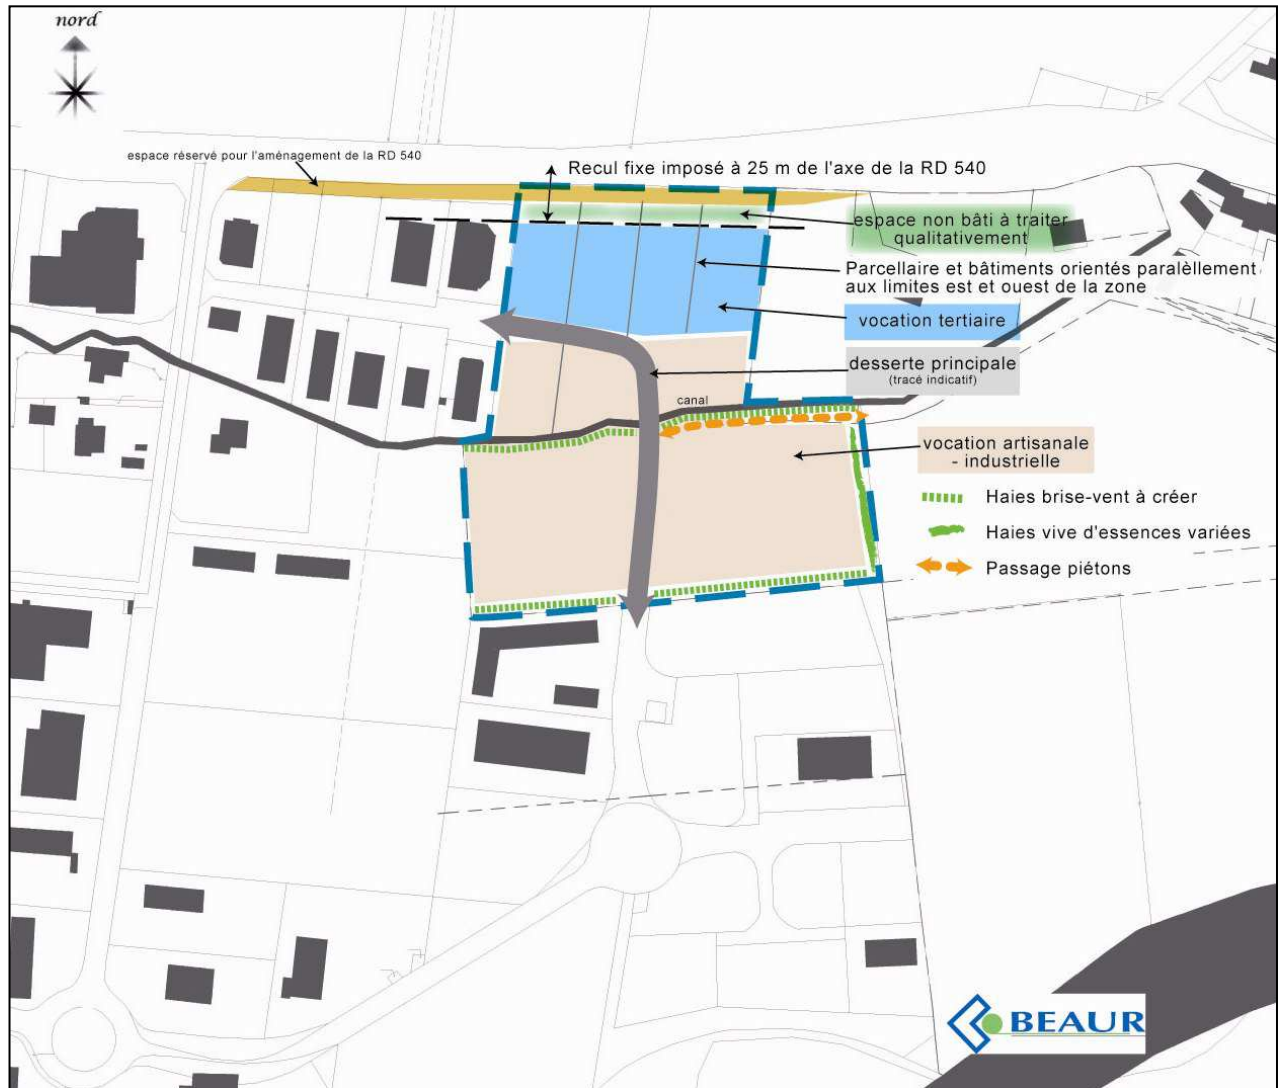 nord
espace réservé pour l'aménagement de la RD 540
Recul fixe imposé à 25 m de l'axe de la RD 540
espace non bâti à traiter
qualitativement
Parcellaire et bâtiments orientés paralèllement
aux limites est et ouest de la zone
vocation tertiaire
desserte principale
(tracé indicatif)
canal
vocation artisanale
- industrielle
Haies brise-vent à créer
Haies vive d'essences variées
Passage piétons
BEAUR